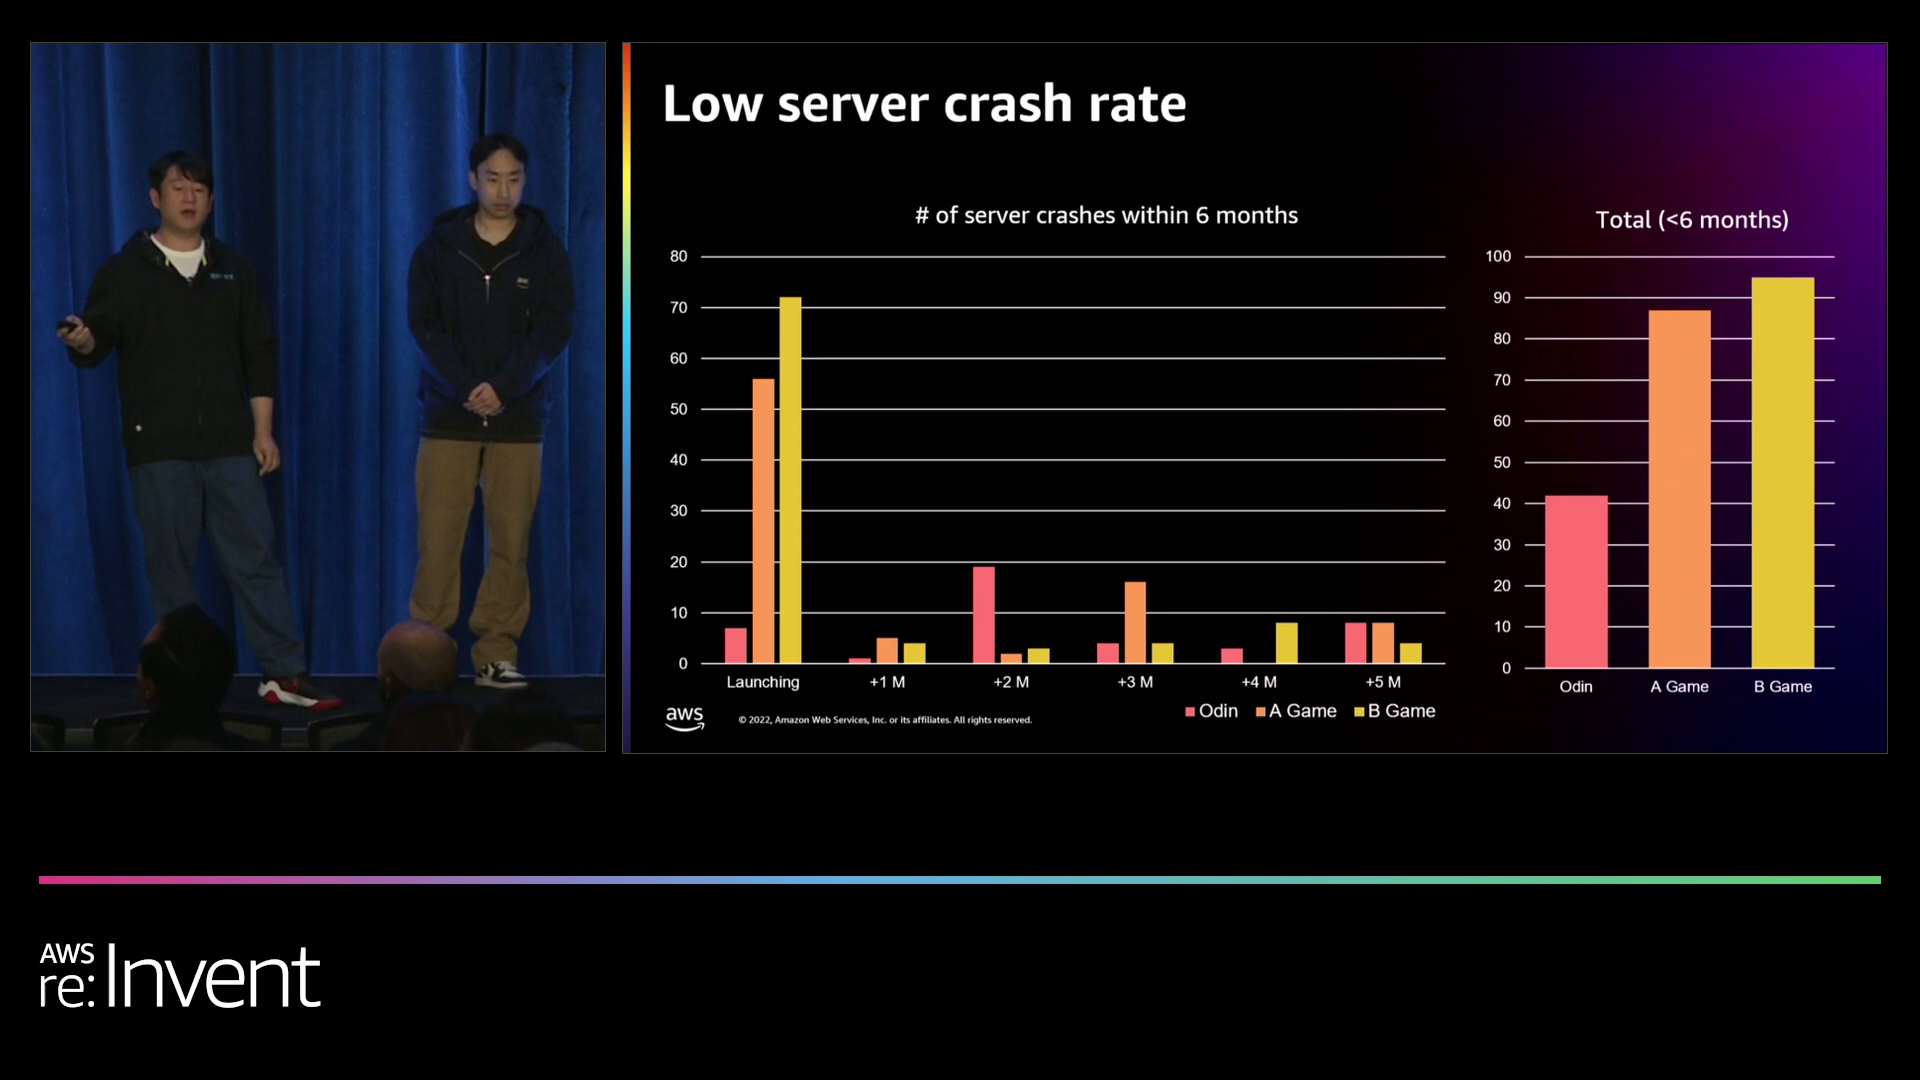 Low server crash rate
# of server crashes within 6 months
80
70
60
50
40
30
20
10
0
Launching
+1 M
+2 M
+3 M
+4 M
+5 M
Odin
A Game
B Game
Total (<6 months)
100
90
80
70
60
50
40
30
20
10
0
Odin
A Game
B Game
aws
© 2022, Amazon Web Services, Inc. or its affiliates. All rights reserved.
AWS
re:Invent